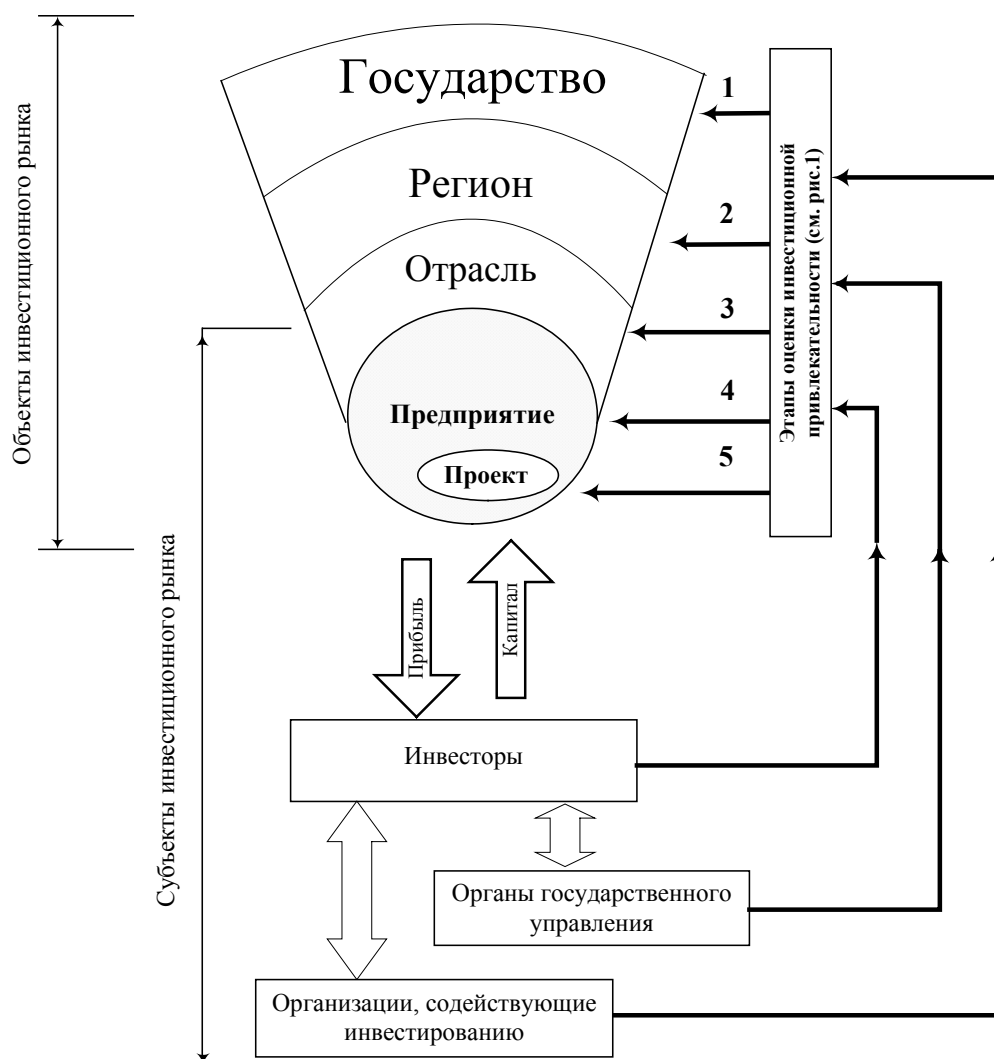 Объекты инвестиционного рынка
Субъекты инвестиционного рынка
Государство
Регион
Отрасль
Предприятие
Проект
1
2
3
4
5
Этапы оценки инвестиционной
привлекательности (см. рис.1)
Прибыль
Капитал
Инвесторы
Органы государственного
управления
Организации, содействующие
инвестированию